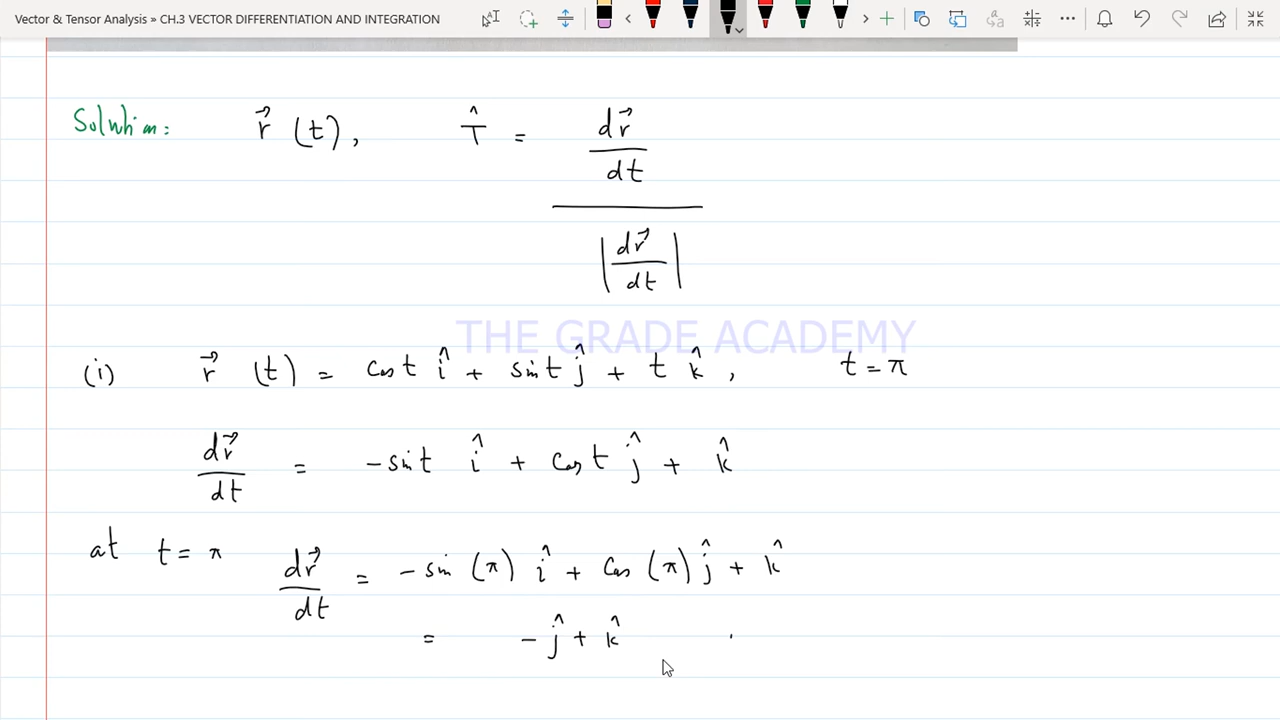 Vector & Tensor Analysis » CH.3 VECTOR DIFFERENTIATION AND INTEGRATION
Solution: r⃗ (t), T̂ = (dr⃗/dt) / |dr⃗/dt|
THE GRADE ACADEMY
(i) r⃗ (t) = cos t î + sin t ĵ + t k̂, t = π
dr⃗/dt = - sin t î + cos t ĵ + k̂
at t = π dr⃗/dt = - sin (π) î + cos (π) ĵ + k̂
= - ĵ + k̂